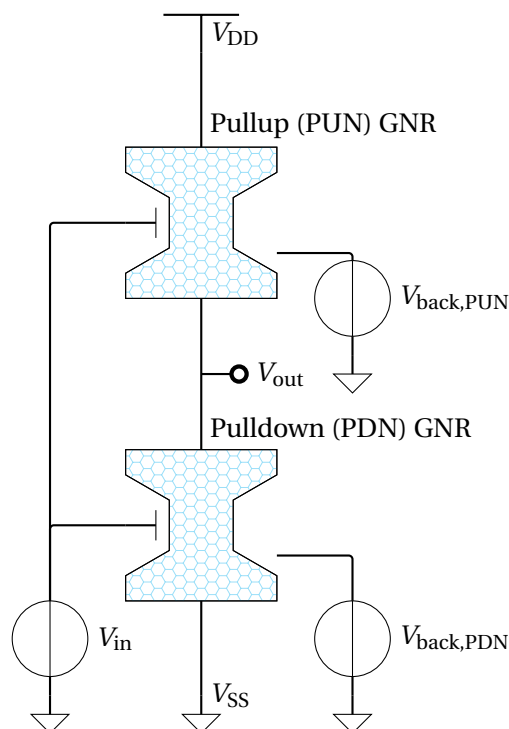 V_DD
Pullup (PUN) GNR
V_back,PUN
V_out
Pulldown (PDN) GNR
V_in
V_back,PDN
V_SS